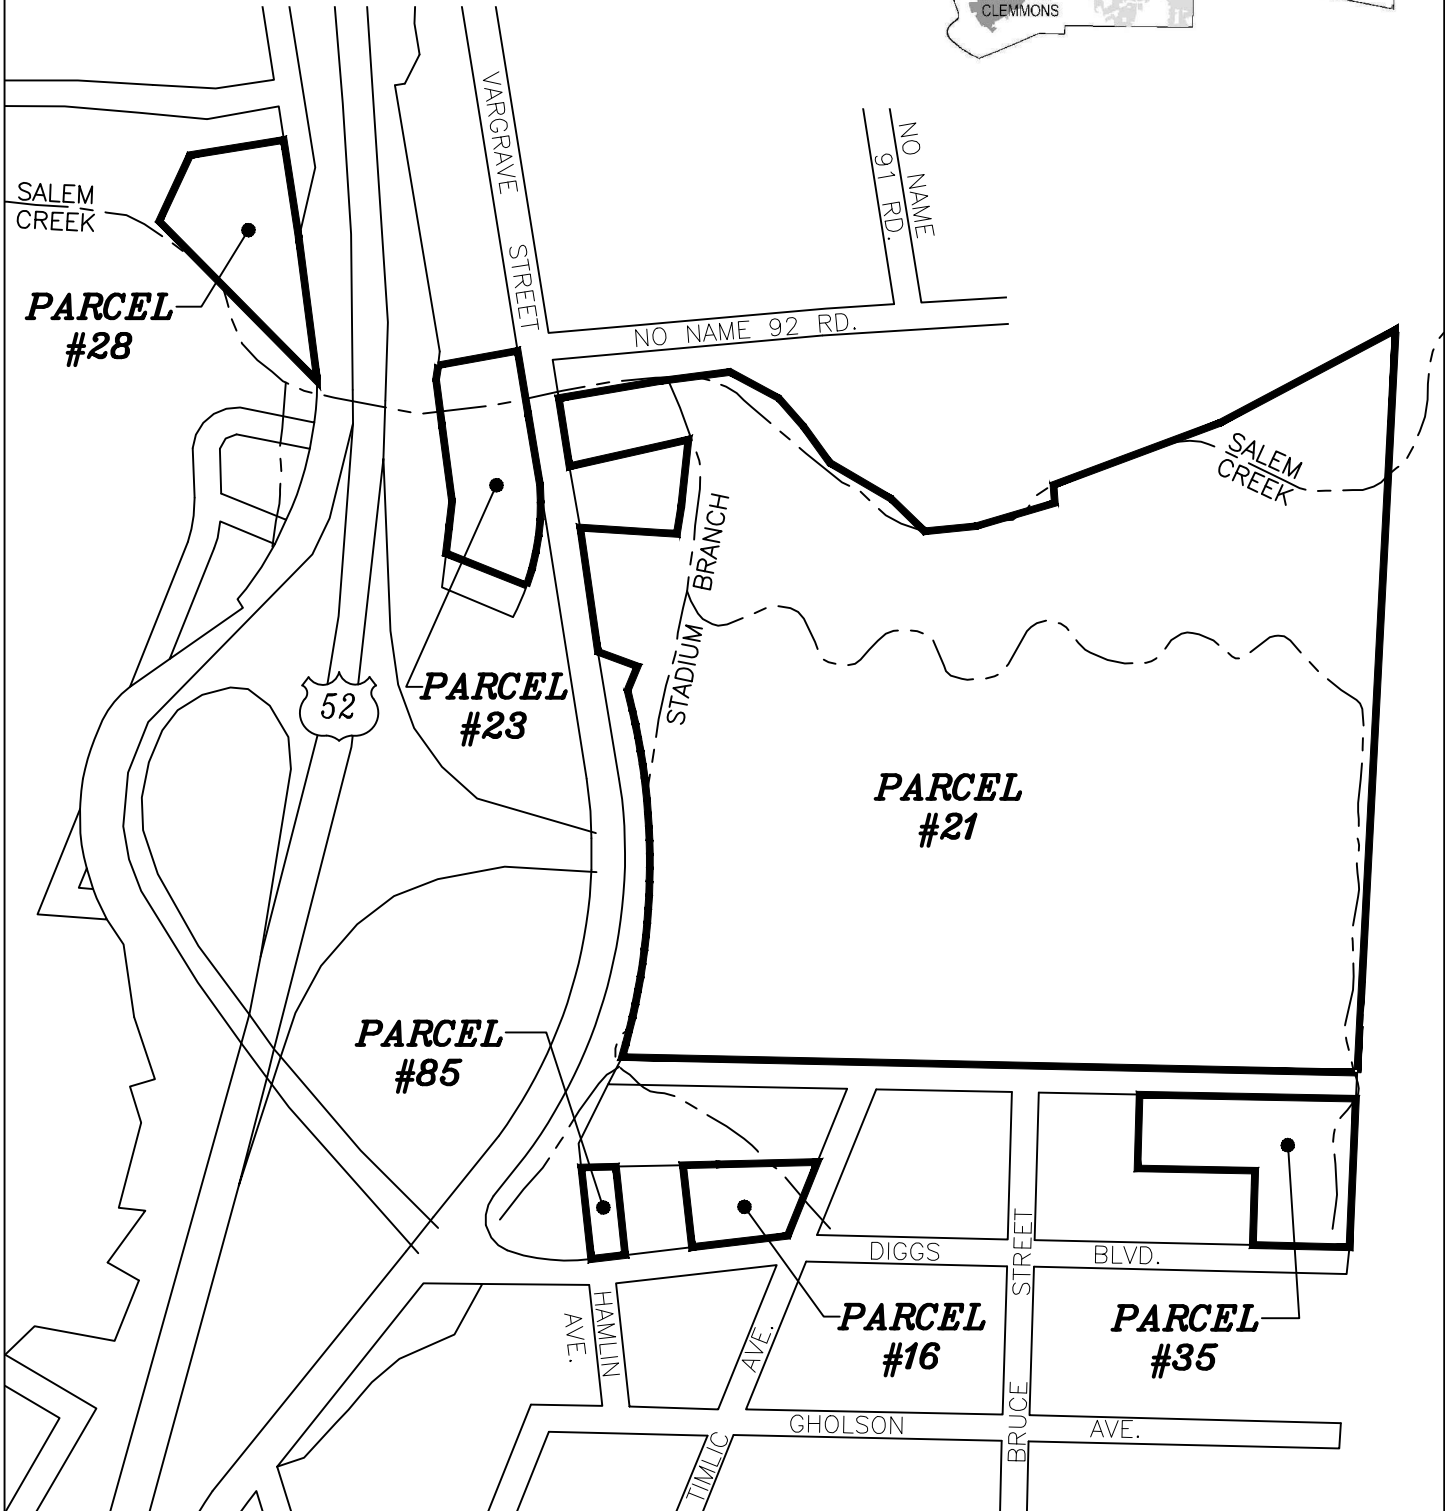 CLEMMONS
VARGRAVE
STREET
NO NAME
91 RD.
SALEM
CREEK
PARCEL
#28
NO NAME 92 RD.
SALEM
CREEK
STADIUM BRANCH
PARCEL
#23
52
PARCEL
#21
PARCEL
#85
DIGGS
BLVD.
BRUCE STREET
HAMLIN
AVE.
PARCEL
#16
PARCEL
#35
TIMLIC AVE.
GHOLSON
AVE.